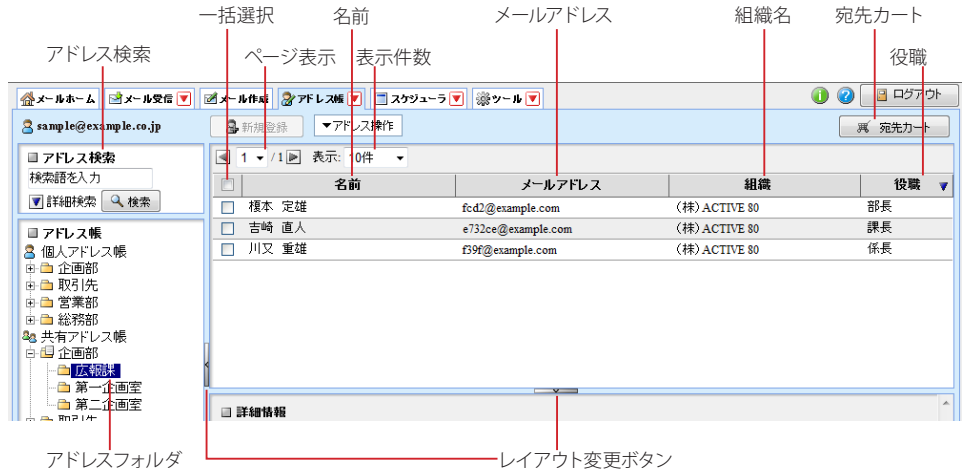 一括選択 名前 メールアドレス 組織名 宛先カート
アドレス検索 ページ表示 表示件数 役職
メールホーム メール受信 メール作成 アドレス帳 スケジューラ ツール ログアウト
sample@example.co.jp 新規登録 ▼アドレス操作 宛先カート
アドレス検索
検索語を入力
詳細検索 検索
アドレス帳
個人アドレス帳
企画部
取引先
営業部
総務部
共有アドレス帳
企画部
広報課
第一企画室
第二企画室
取引先
1 /1 表示: 10件
名前 メールアドレス 組織 役職
榎本 定雄 fcd2@example.com (株) ACTIVE 80 部長
吉崎 直人 e732ce@example.com (株) ACTIVE 80 課長
川又 重雄 f39f@example.com (株) ACTIVE 80 係長
詳細情報
アドレスフォルダ レイアウト変更ボタン